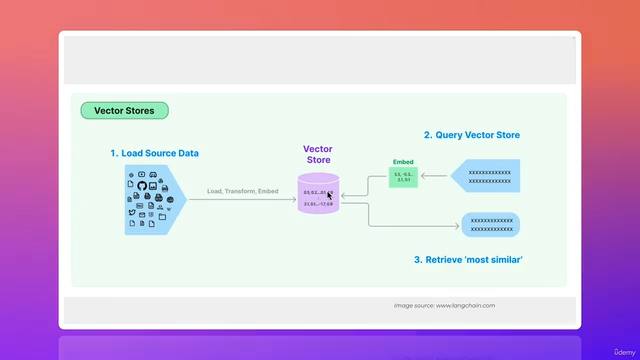 Vector Stores
1. Load Source Data
Vector
Store
2. Query Vector Store
Embed
Load, Transform, Embed
XXXXXXXXXXXXX
XXXXXXXXXXXXX
XXXXXXXXXXXXX
XXXXXXXXXXXXX
3. Retrieve ‘most similar’
Image source: www.langchain.com
ûdemy